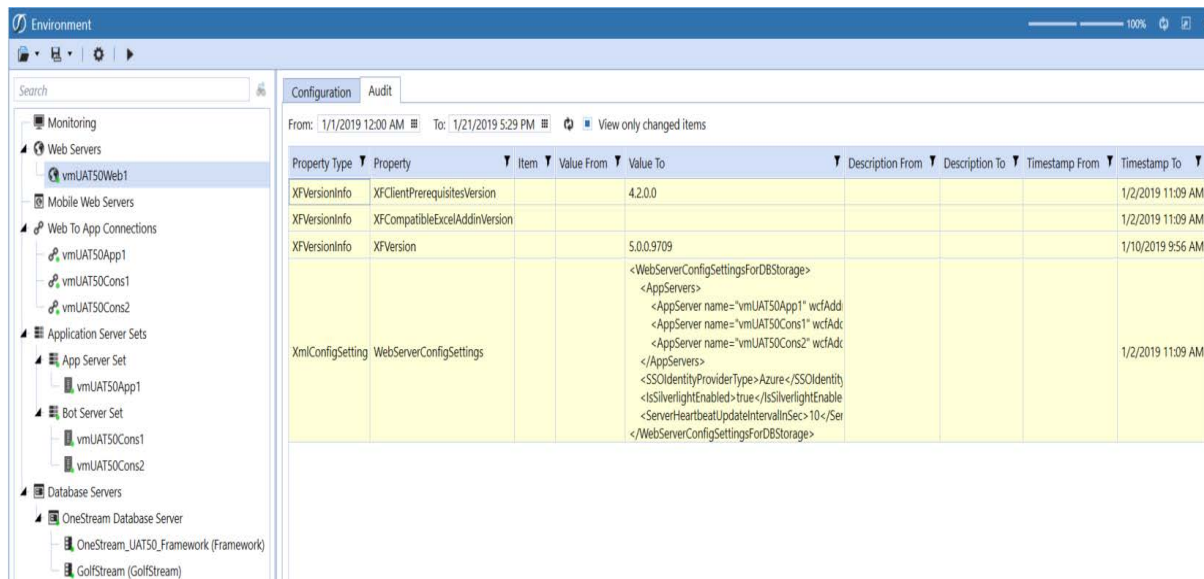 Environment
100%
Search
Monitoring
Web Servers
vmUAT50Web1
Mobile Web Servers
Web To App Connections
vmUAT50App1
vmUAT50Cons1
vmUAT50Cons2
Application Server Sets
App Server Set
vmUAT50App1
Bot Server Set
vmUAT50Cons1
vmUAT50Cons2
Database Servers
OneStream Database Server
OneStream_UAT50_Framework (Framework)
GolfStream (GolfStream)
Configuration Audit
From: 1/1/2019 12:00 AM To: 1/21/2019 5:29 PM View only changed items
Property Type Property Item Value From Value To Description From Description To Timestamp From Timestamp To
XFVersionInfo XFClientPrerequisitesVersion 4.2.0.0 1/2/2019 11:09 AM
XFVersionInfo XFCompatibleExcelAddinVersion 1/2/2019 11:09 AM
XFVersionInfo XFVersion 5.0.0.9709 1/10/2019 9:56 AM
XmlConfigSetting WebServerConfigSettings 1/2/2019 11:09 AM
<WebServerConfigSettingsForDBStorage>
<AppServers>
<AppServer name="vmUAT50App1" wcfAddr
<AppServer name="vmUAT50Cons1" wcfAdd
<AppServer name="vmUAT50Cons2" wcfAdd
</AppServers>
<SSOIdentityProviderType>Azure</SSOIdentity
<IsSilverlightEnabled>true</IsSilverlightEnable
<ServerHeartbeatUpdateIntervalInSec>10</Ser
</WebServerConfigSettingsForDBStorage>